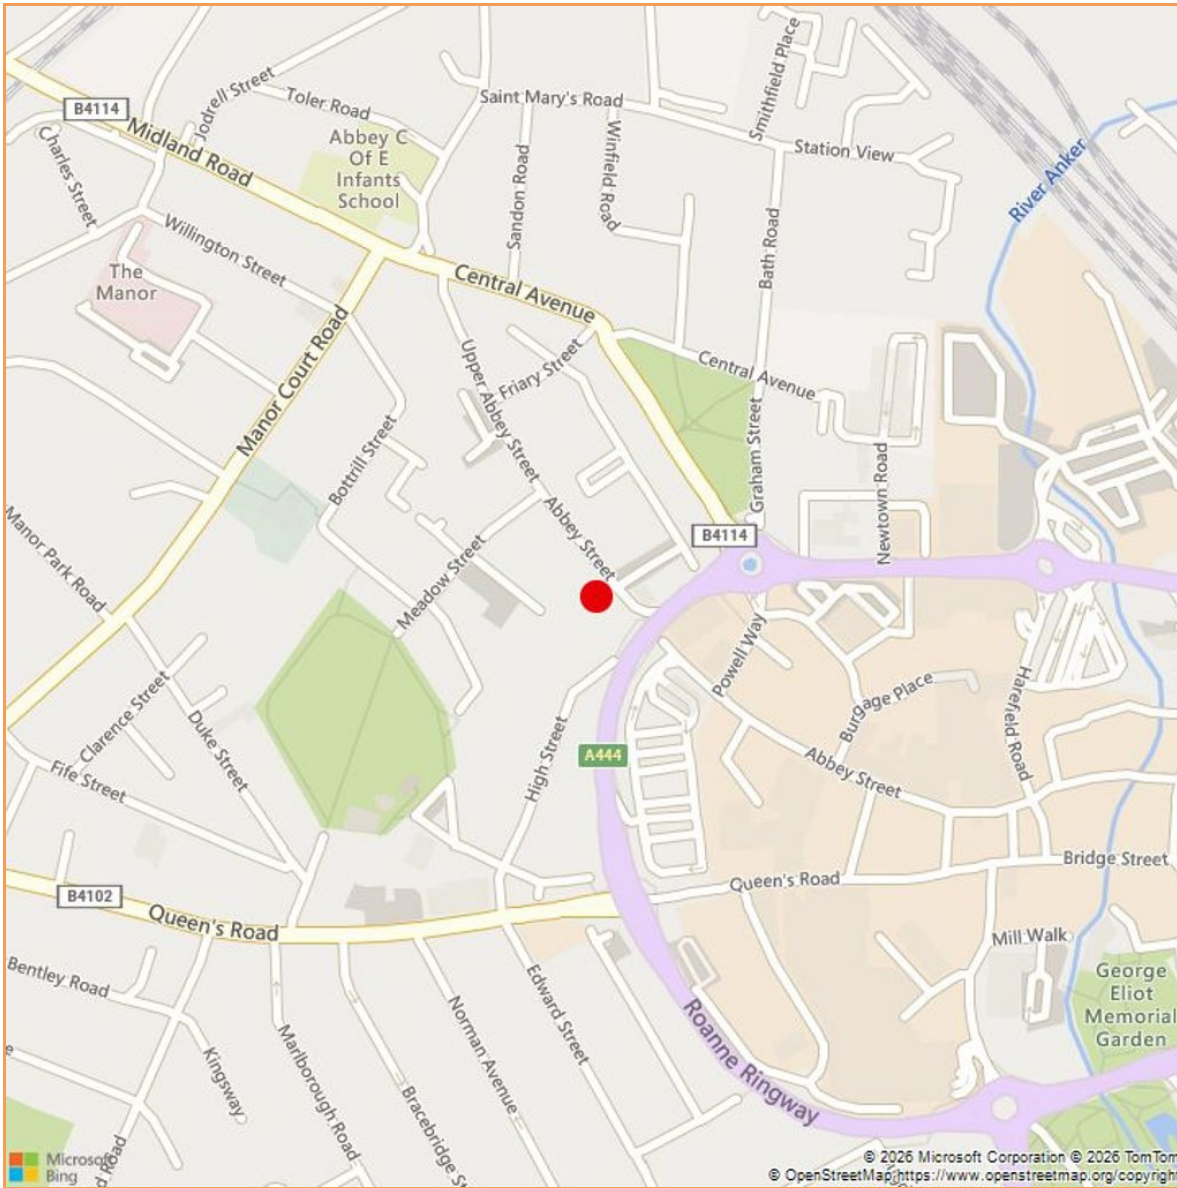 Smithfield Place
Jodrell Street
Toler Road
Saint Mary's Road
B4114
Midland Road
Charles Street
Abbey C
Of E
Infants
School
Sandon Road
Winfield Road
Station View
River Anker
Bath Road
Willington Street
The
Manor
Central Avenue
Manor Court Road
Upper Abbey Street
Friary Street
Central Avenue
Graham Street
Newtown Road
Bottrill Street
Abbey Street
B4114
Manor Park Road
Meadow Street
Powell Way
Burgage Place
Harefield Road
Clarence Street
Duke Street
High Street
A444
Abbey Street
Fife Street
Bridge Street
B4102
Queen's Road
Queen's Road
Mill Walk
Bentley Road
George
Eliot
Memorial
Garden
Edward Street
Norman Avenue
Roanne Ringway
Kingsway
Marlborough Road
Bracebridge St
d Road
Microsoft
Bing
© 2026 Microsoft Corporation © 2026 TomTom
© OpenStreetMap https://www.openstreetmap.org/copyright